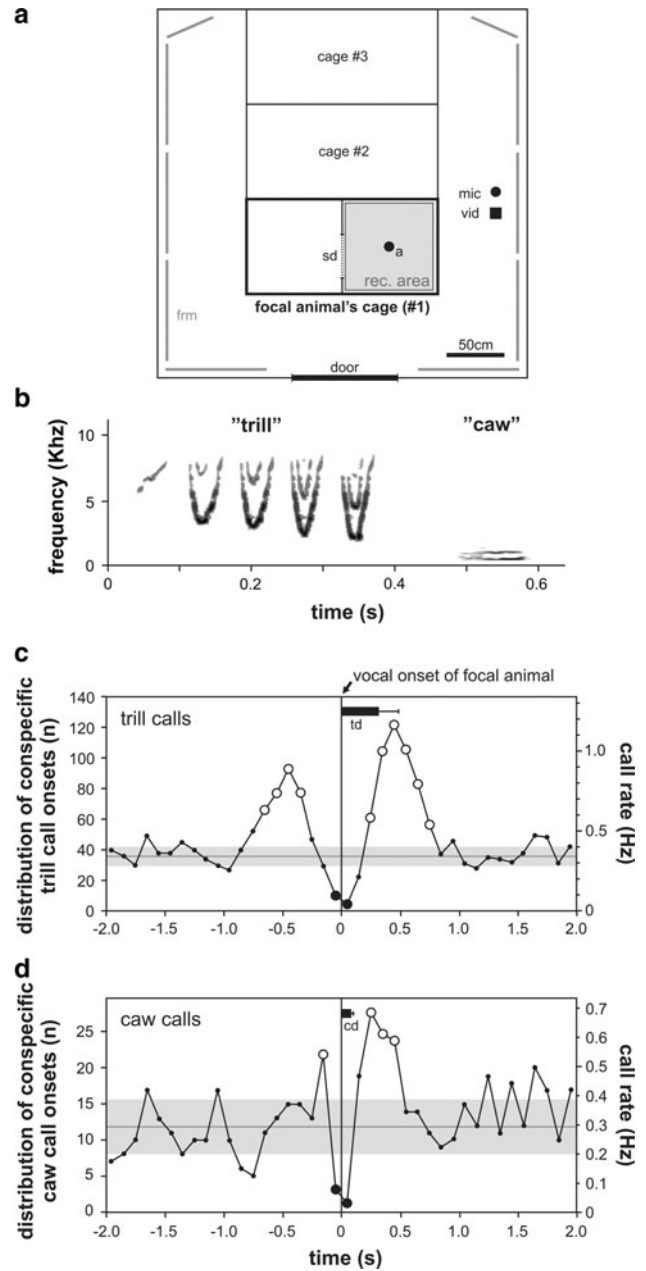 a
cage #3
cage #2
mic
vid
sd
a
rec. area
focal animal's cage (#1)
frm
50cm
door
b
"trill"
"caw"
frequency (Khz)
10
5
0
0
0.2
0.4
0.6
time (s)
c
vocal onset of focal animal
trill calls
td
distribution of conspecific
trill call onsets (n)
140
120
100
80
60
40
20
0
call rate (Hz)
1.0
0.5
0
-2.0 -1.5 -1.0 -0.5 0 0.5 1.0 1.5 2.0
d
caw calls
cd
distribution of conspecific
caw call onsets (n)
25
20
15
10
5
0
call rate (Hz)
0.7
0.6
0.5
0.4
0.3
0.2
0.1
0
-2.0 -1.5 -1.0 -0.5 0 0.5 1.0 1.5 2.0
time (s)